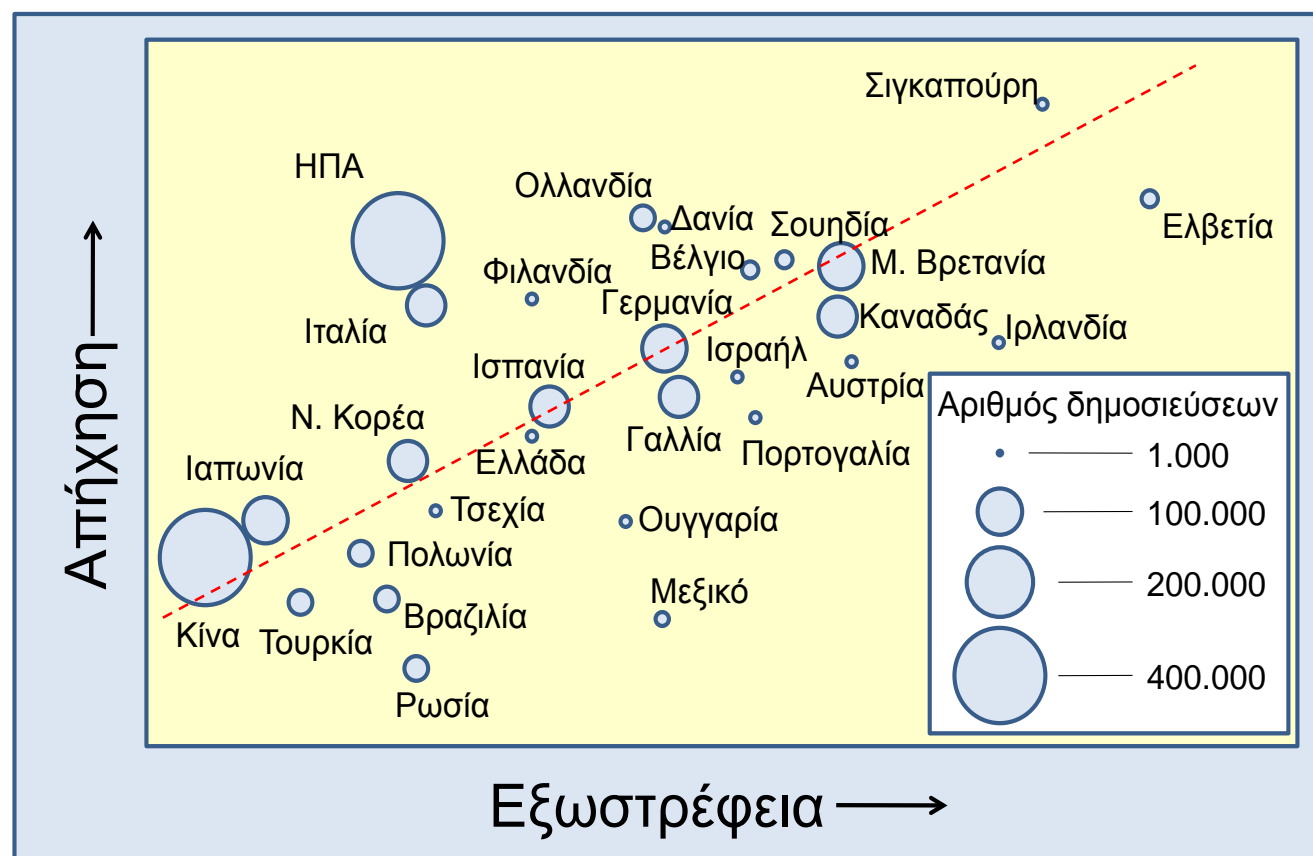 Σιγκαπούρη
ΗΠΑ
Ολλανδία
Δανία
Σουηδία
Ελβετία
Βέλγιο
Μ. Βρετανία
Φιλανδία
Γερμανία
Ιταλία
Καναδάς
Ιρλανδία
Ισραήλ
Αυστρία
Ισπανία
Ν. Κορέα
Γαλλία
Πορτογαλία
Ελλάδα
Ιαπωνία
Τσεχία
Ουγγαρία
Πολωνία
Μεξικό
Βραζιλία
Κίνα
Τουρκία
Ρωσία
Αριθμός δημοσιεύσεων
1.000
100.000
200.000
400.000
Απήχηση
Εξωστρέφεια